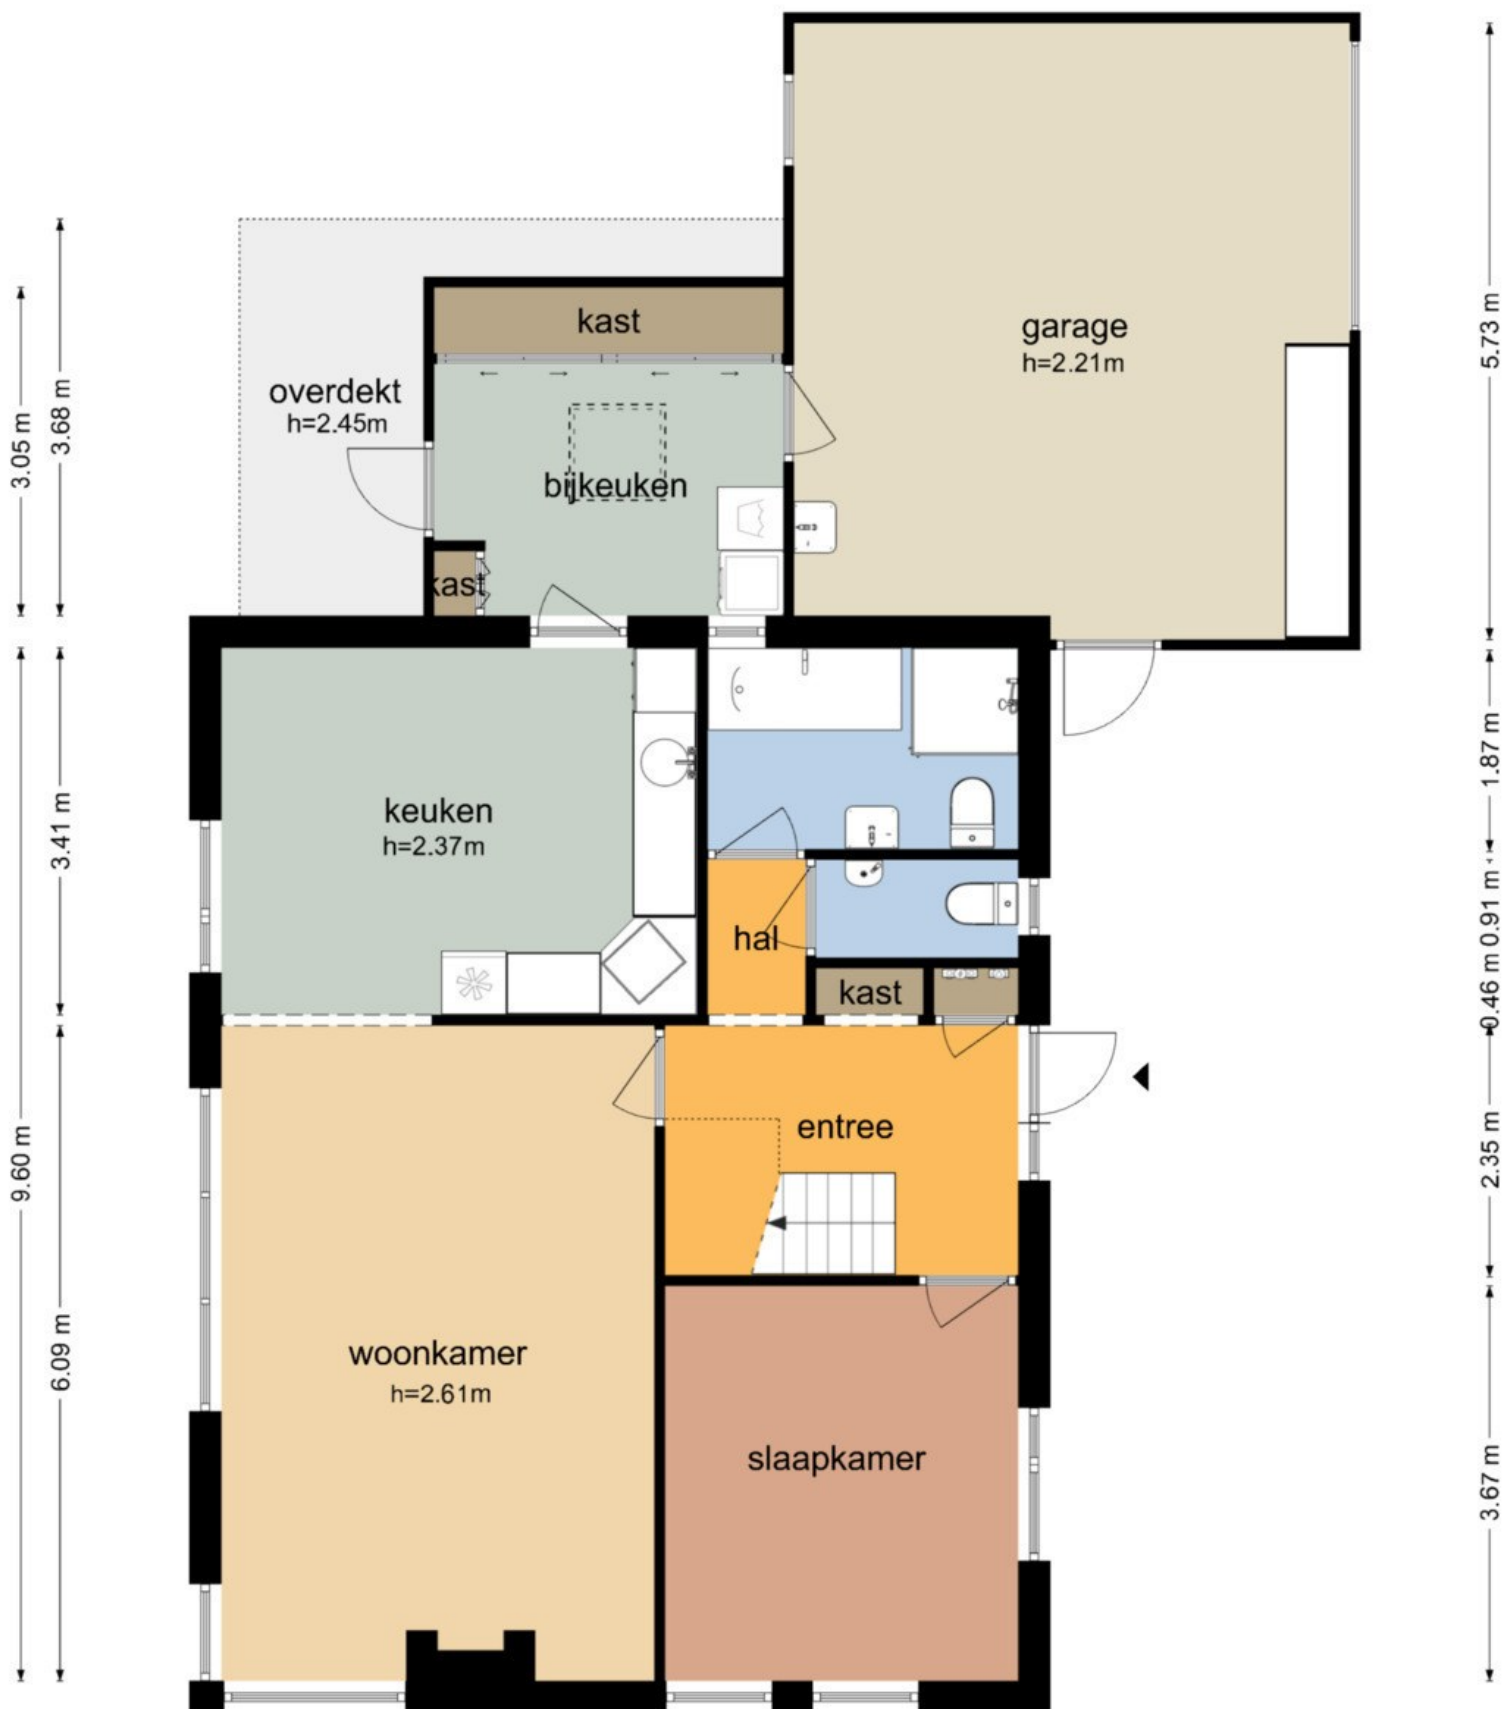 kast
garage
h=2.21m
overdekt
h=2.45m
bijkeuken
kast
keuken
h=2.37m
hal
kast
entree
woonkamer
h=2.61m
slaapkamer
3.05 m
3.68 m
3.41 m
9.60 m
6.09 m
5.73 m
1.87 m
0.91 m
0.46 m
2.35 m
3.67 m